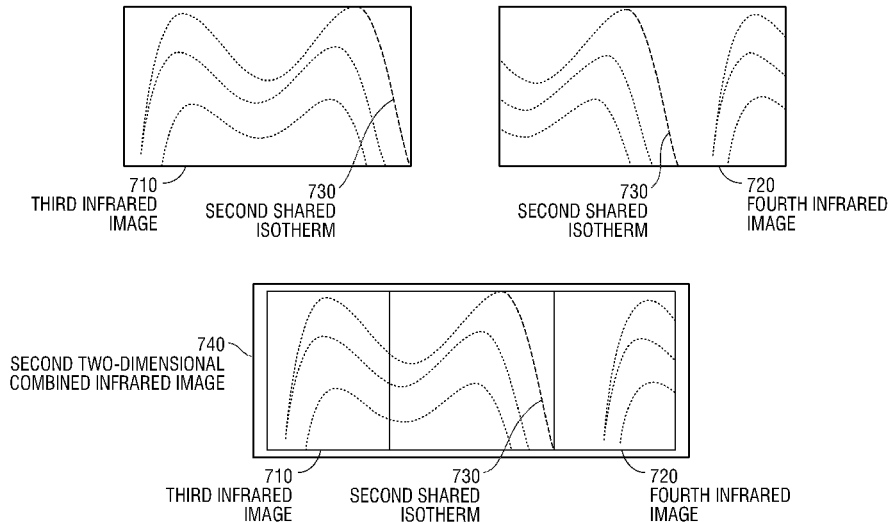 710
THIRD INFRARED
IMAGE
730
SECOND SHARED
ISOTHERM
730
SECOND SHARED
ISOTHERM
720
FOURTH INFRARED
IMAGE
740
SECOND TWO-DIMENSIONAL
COMBINED INFRARED IMAGE
710
THIRD INFRARED
IMAGE
730
SECOND SHARED
ISOTHERM
720
FOURTH INFRARED
IMAGE